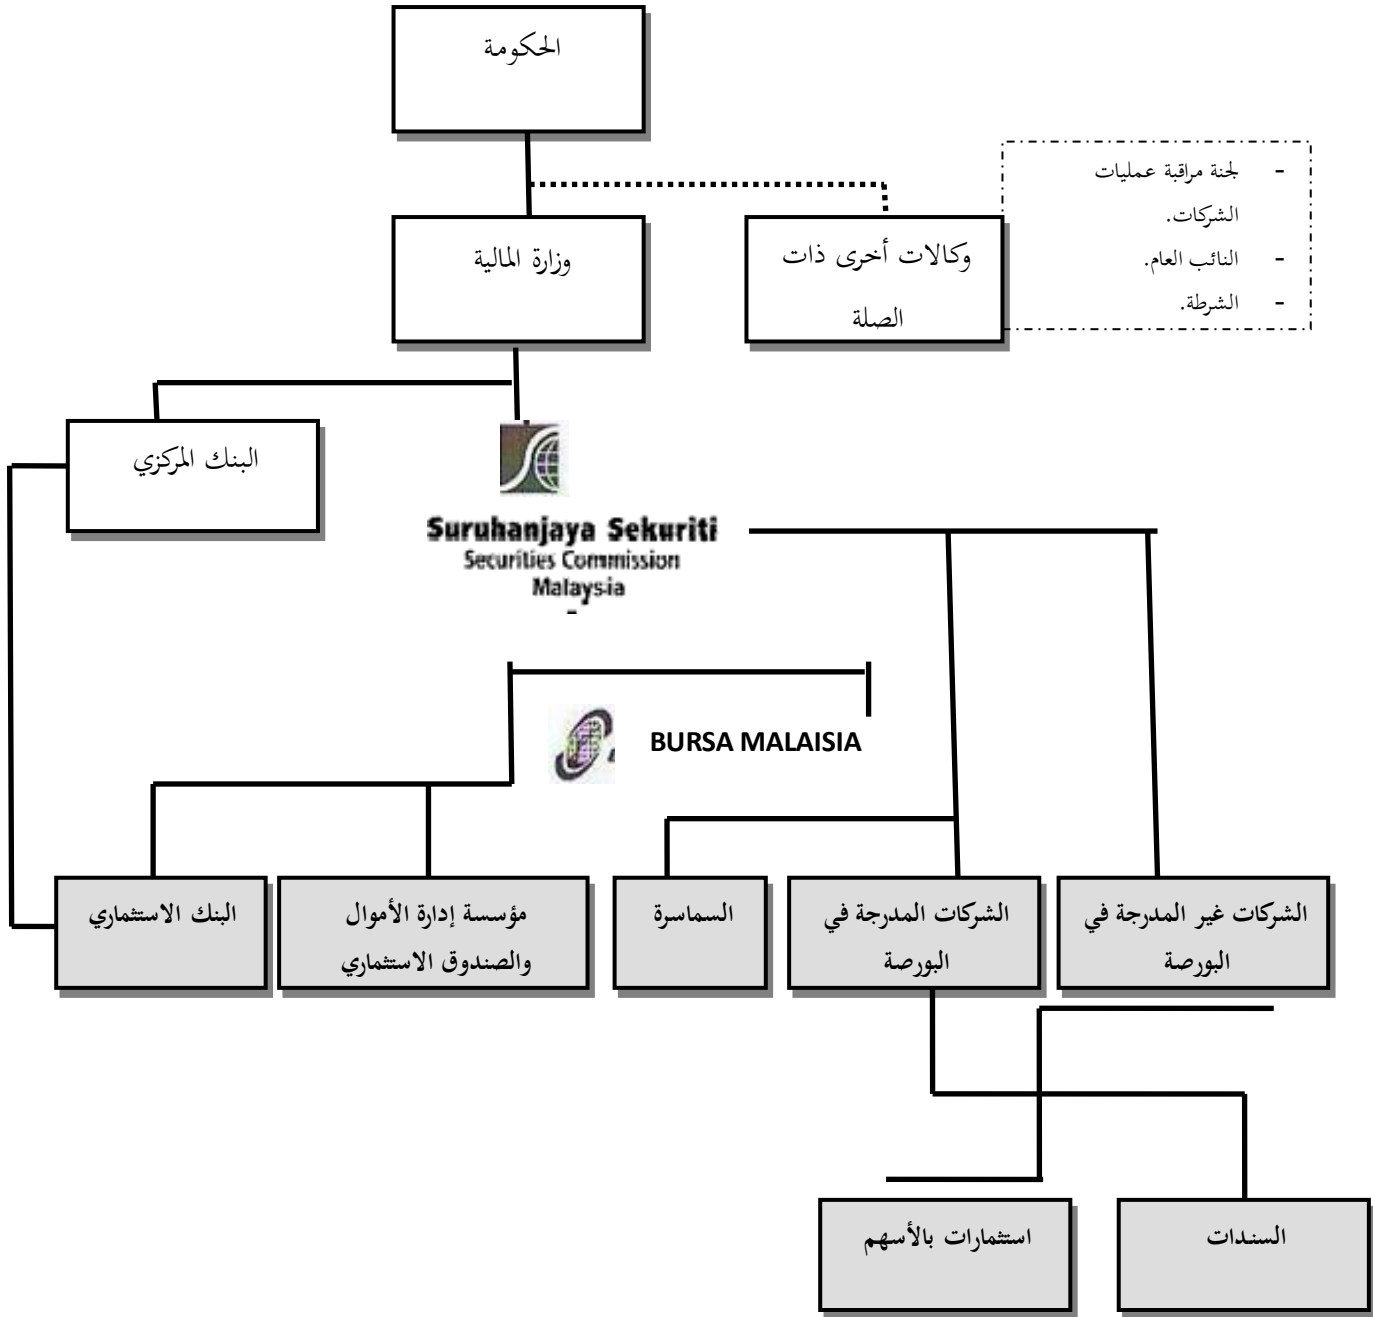 الحكومة
- لجنة مراقبة عمليات
الشركات.
- النائب العام.
- الشرطة.
وزارة المالية
وكالات أخرى ذات
الصلة
البنك المركزي
Suruhanjaya Sekuriti
Securities Commission
Malaysia
BURSA MALAISIA
الشركات غير المدرجة في
البورصة
الشركات المدرجة في
البورصة
السماسرة
مؤسسة إدارة الأموال
والصندوق الاستثماري
البنك الاستثماري
السندات
استثمارات بالأسهم